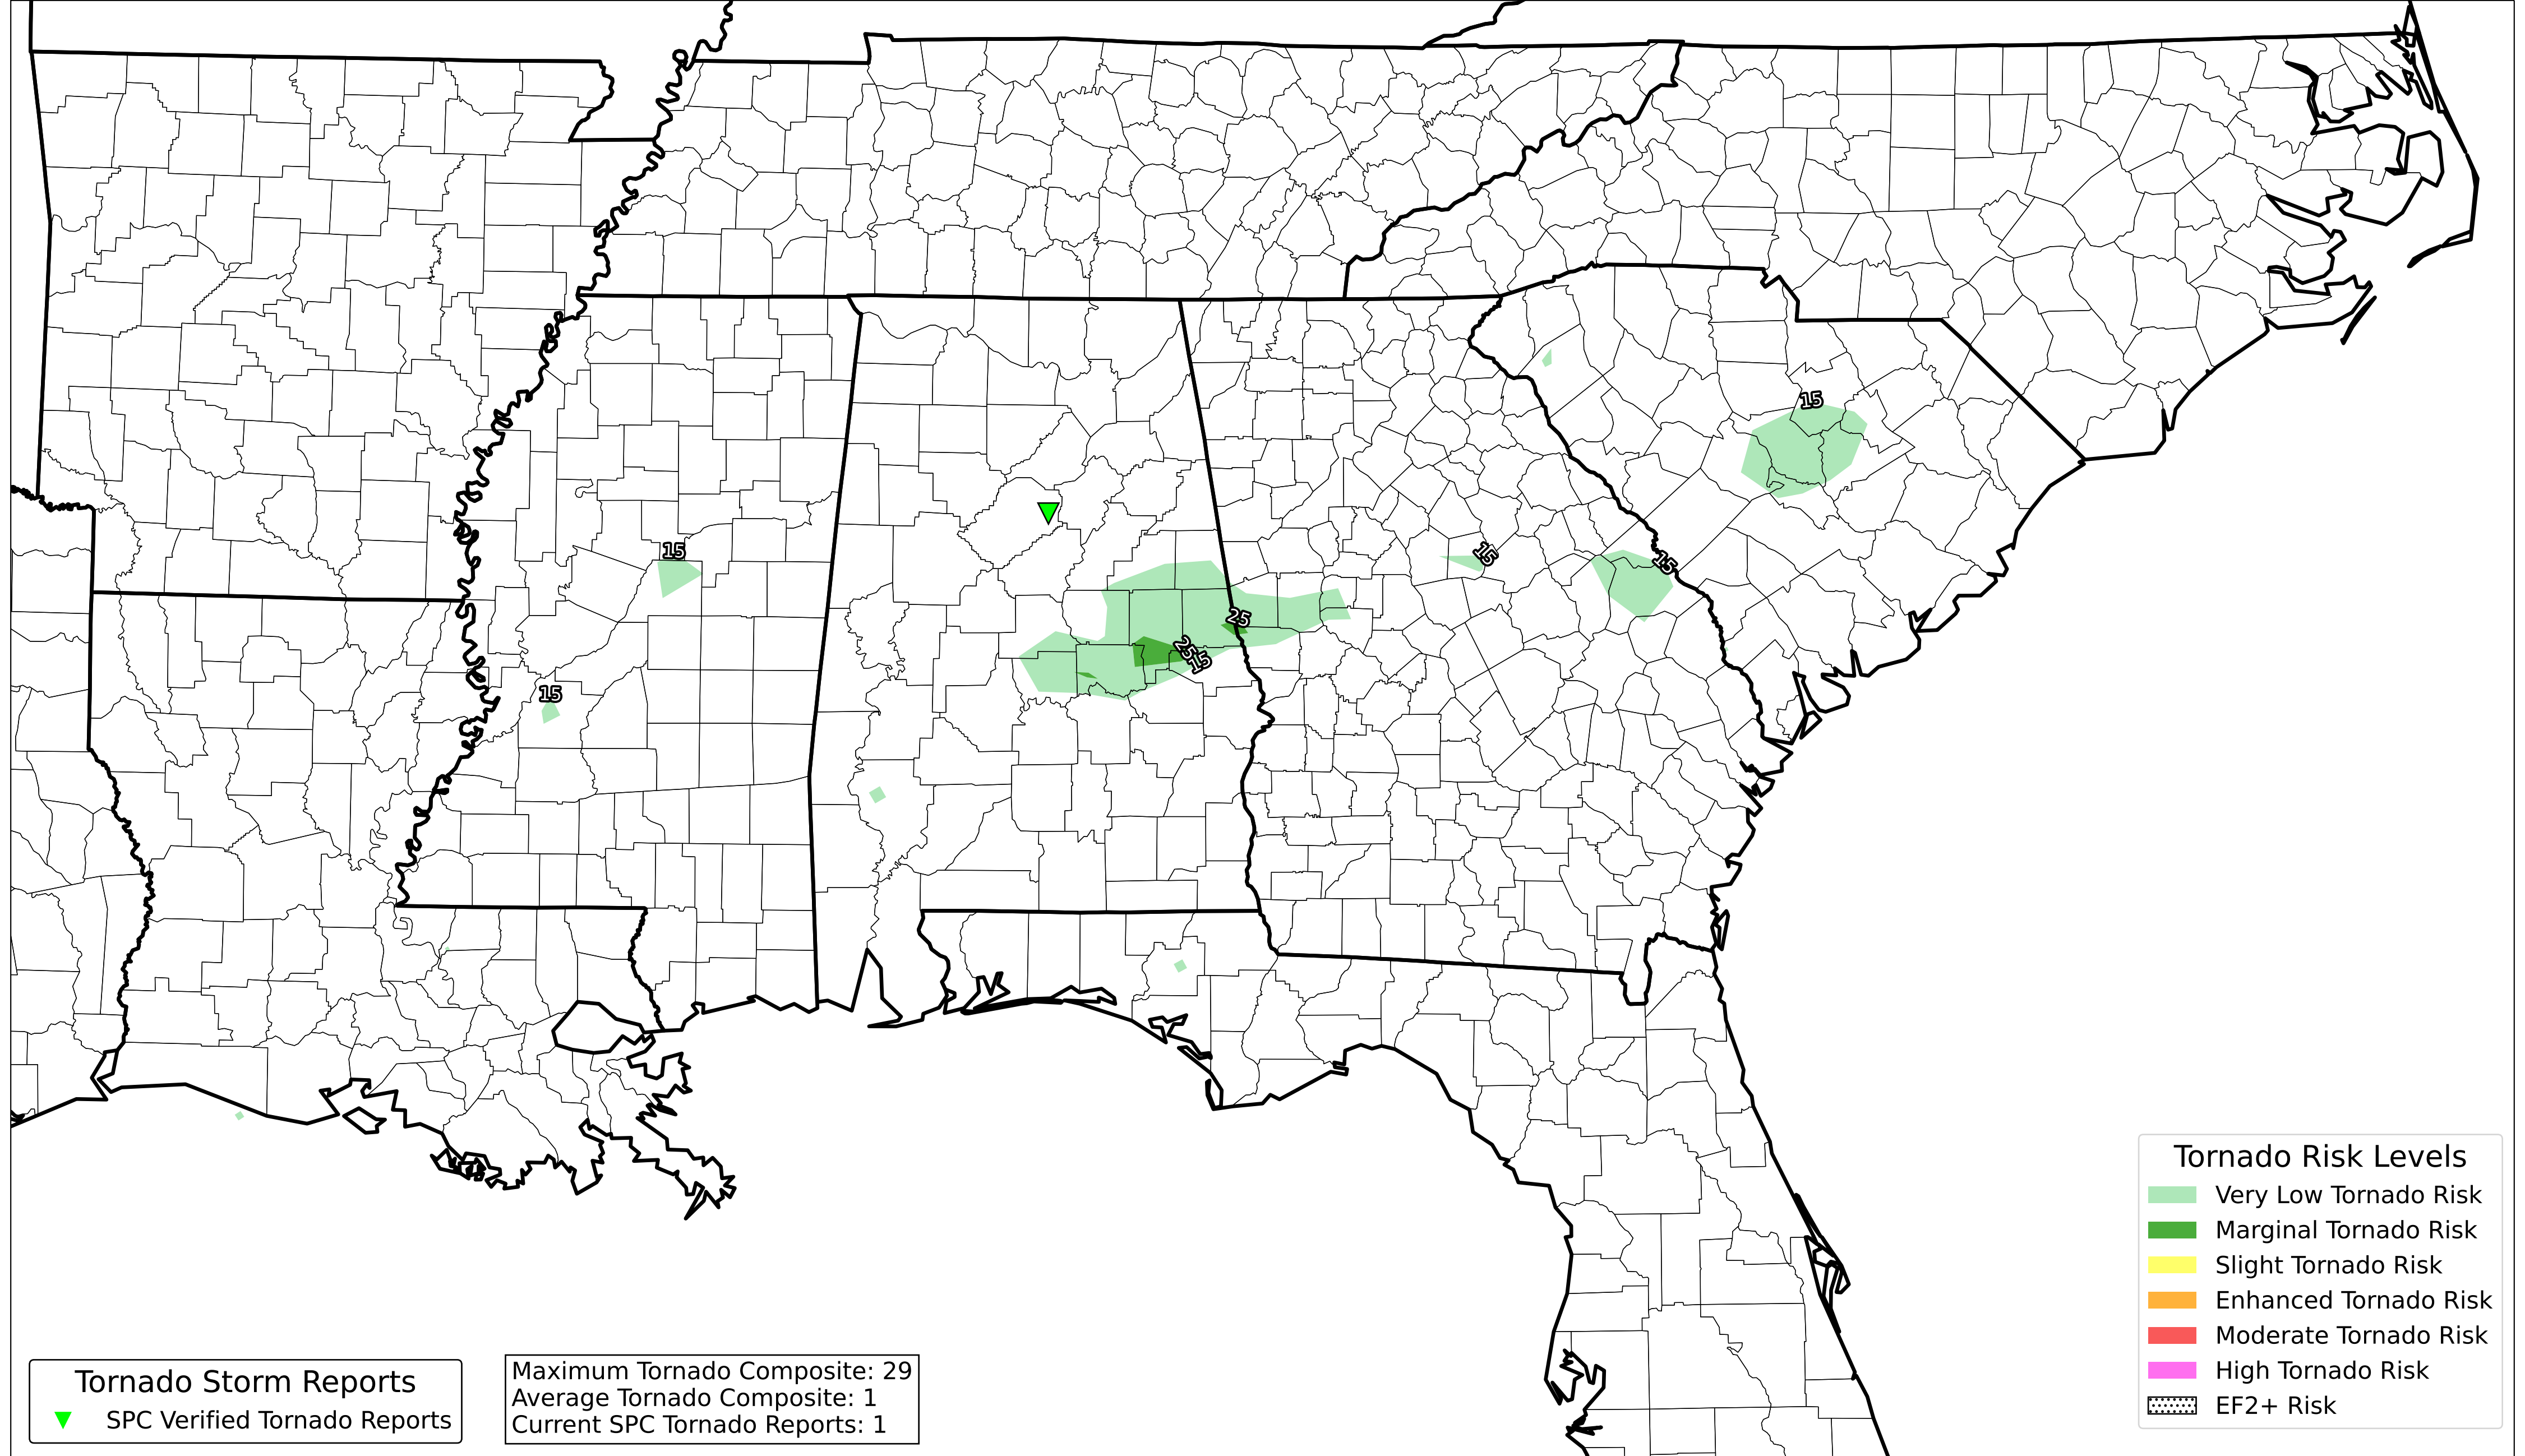 15
15
15
15
25
25
15
15
Tornado Risk Levels
Very Low Tornado Risk
Marginal Tornado Risk
Slight Tornado Risk
Enhanced Tornado Risk
Moderate Tornado Risk
High Tornado Risk
EF2+ Risk
Tornado Storm Reports
SPC Verified Tornado Reports
Maximum Tornado Composite: 29
Average Tornado Composite: 1
Current SPC Tornado Reports: 1